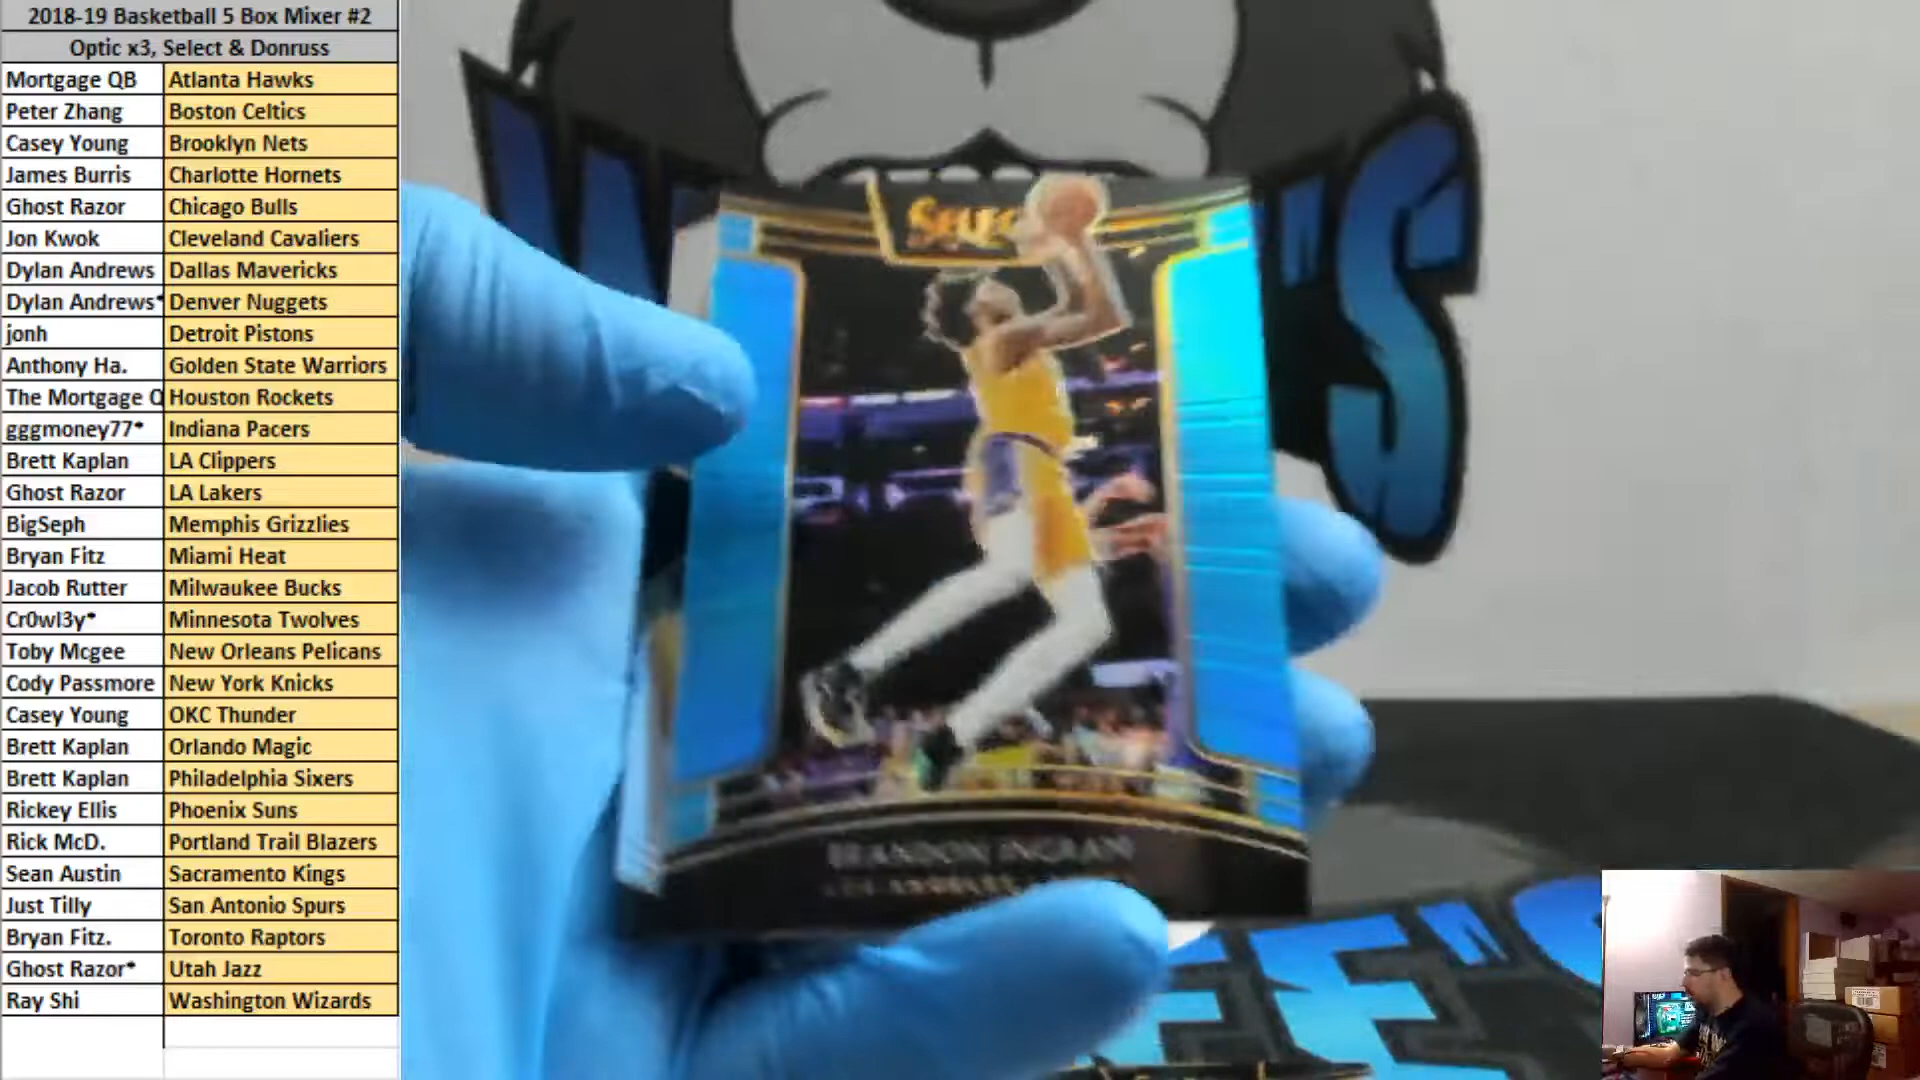 2018-19 Basketball 5 Box Mixer #2
Optic x3, Select & Donruss
Mortgage QB Atlanta Hawks
Peter Zhang Boston Celtics
Casey Young Brooklyn Nets
James Burris Charlotte Hornets
Ghost Razor Chicago Bulls
Jon Kwok Cleveland Cavaliers
Dylan Andrews Dallas Mavericks
Dylan Andrews* Denver Nuggets
jonh Detroit Pistons
Anthony Ha. Golden State Warriors
The Mortgage Q Houston Rockets
gggmoney77* Indiana Pacers
Brett Kaplan LA Clippers
Ghost Razor LA Lakers
BigSeph Memphis Grizzlies
Bryan Fitz Miami Heat
Jacob Rutter Milwaukee Bucks
Cr0wl3y* Minnesota Twolves
Toby Mcgee New Orleans Pelicans
Cody Passmore New York Knicks
Casey Young OKC Thunder
Brett Kaplan Orlando Magic
Brett Kaplan Philadelphia Sixers
Rickey Ellis Phoenix Suns
Rick McD. Portland Trail Blazers
Sean Austin Sacramento Kings
Just Tilly San Antonio Spurs
Bryan Fitz. Toronto Raptors
Ghost Razor* Utah Jazz
Ray Shi Washington Wizards
'S
SELEC
BRANDON INGRAM
LOS ANGELES